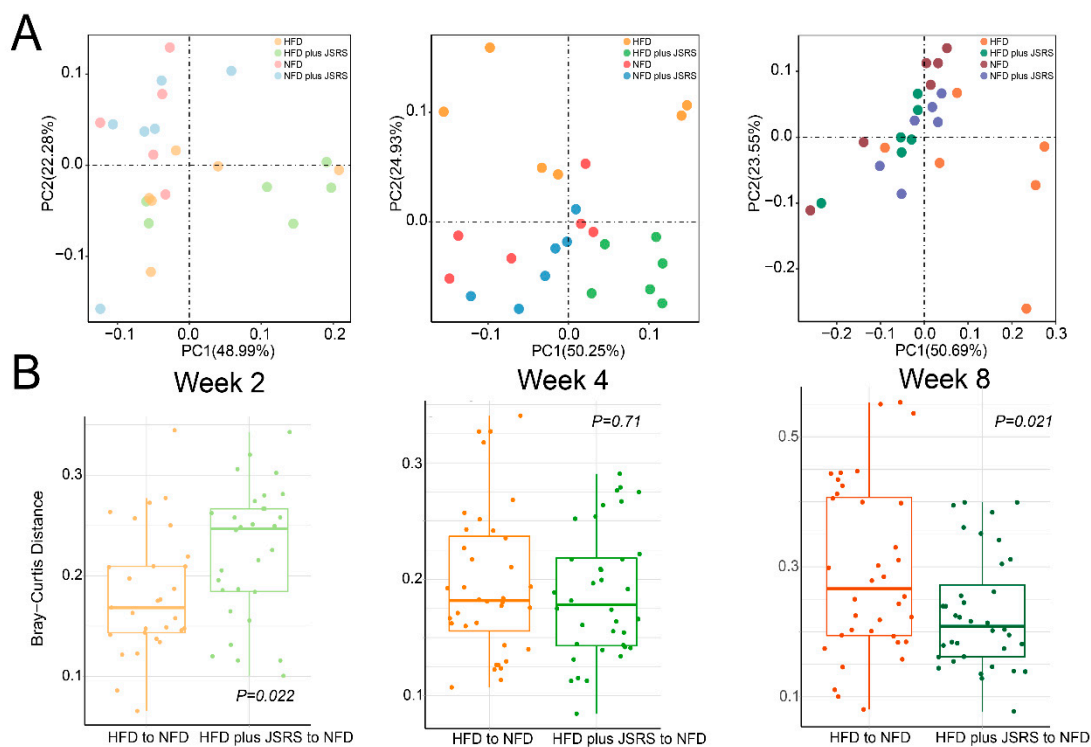 A
HFD
HFD plus JSRS
NFD
NFD plus JSRS
PC2(22.28%)
0.1
0.0
−0.1
−0.1
0.0
0.1
0.2
PC1(48.99%)
HFD
HFD plus JSRS
NFD
NFD plus JSRS
PC2(24.93%)
0.1
0.0
−0.1
0.0
0.1
PC1(50.25%)
HFD
HFD plus JSRS
NFD
NFD plus JSRS
PC2(23.55%)
0.1
0.0
−0.1
−0.2
−0.2
−0.1
0.0
0.1
0.2
0.3
PC1(50.69%)
B
Week 2
Week 4
Week 8
Bray−Curtis Distance
0.3
0.2
0.1
P=0.022
HFD to NFD
HFD plus JSRS to NFD
0.3
0.2
0.1
P=0.71
HFD to NFD
HFD plus JSRS to NFD
0.5
0.3
0.1
P=0.021
HFD to NFD
HFD plus JSRS to NFD